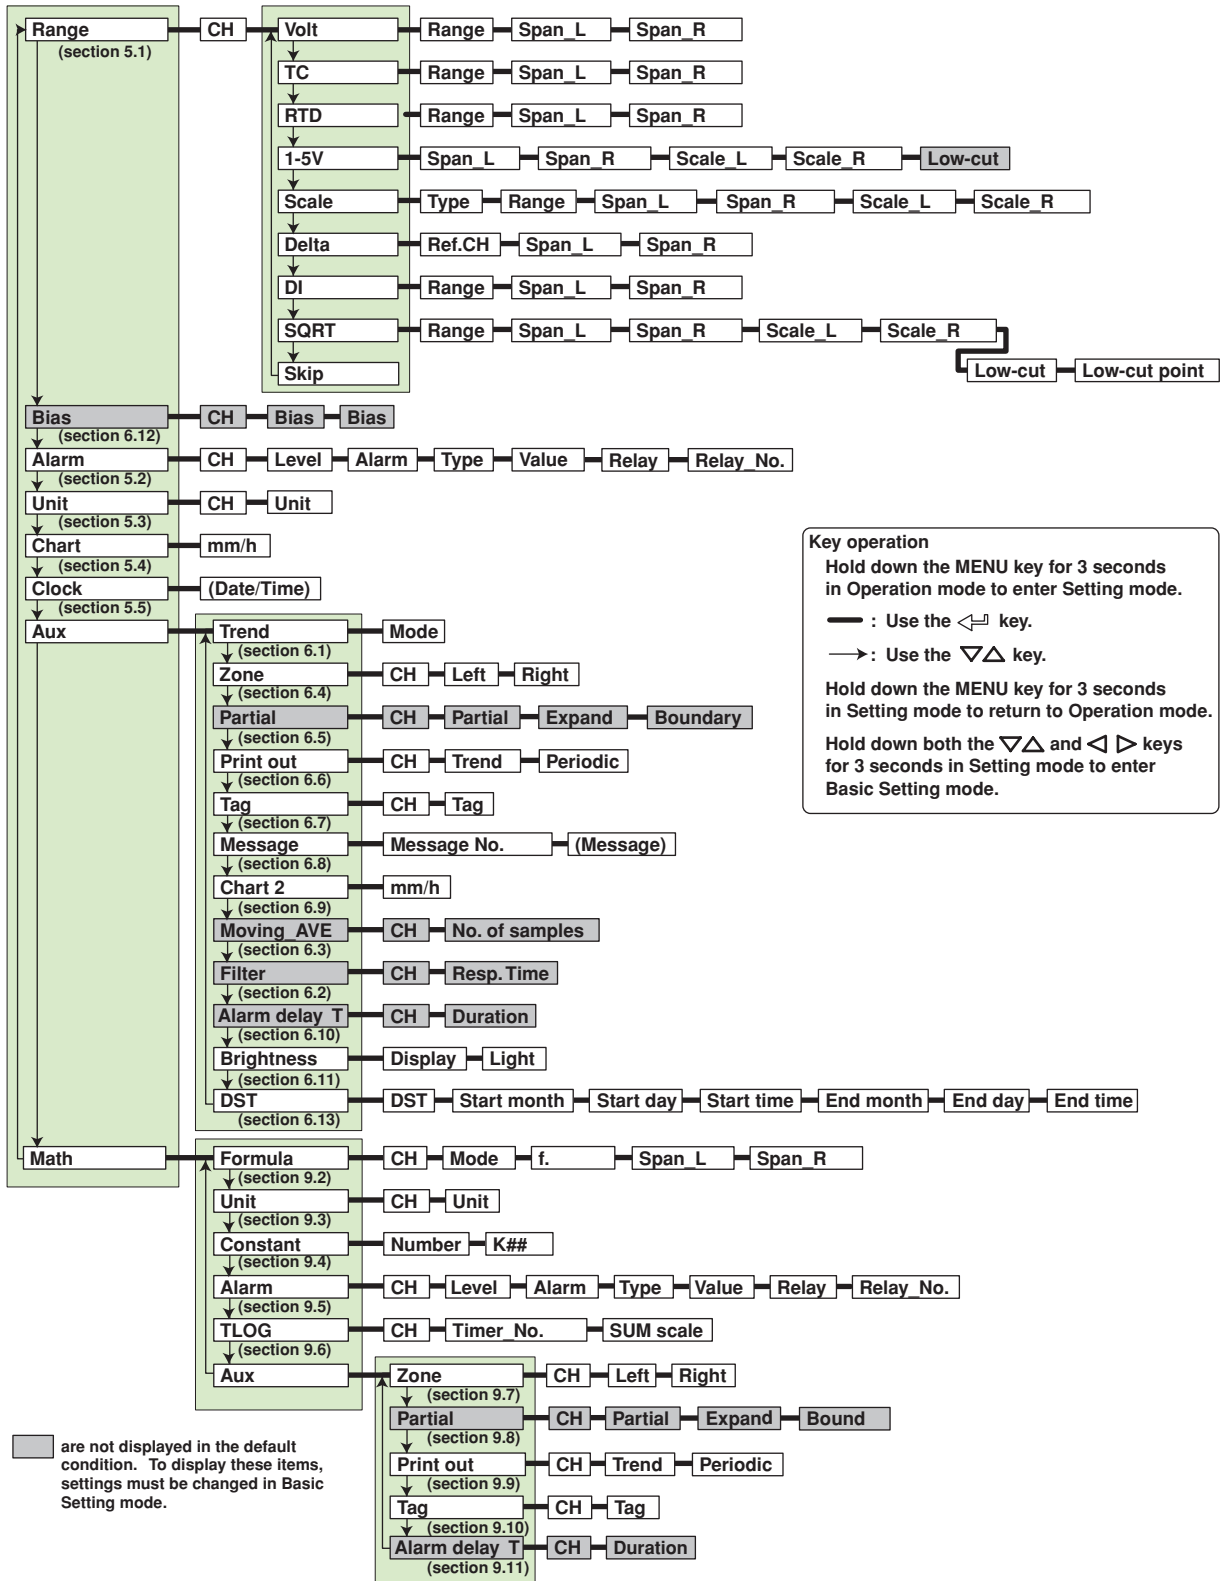 Range CH Volt Range Span_L Span_R
(section 5.1)
TC Range Span_L Span_R
RTD Range Span_L Span_R
1-5V Span_L Span_R Scale_L Scale_R Low-cut
Scale Type Range Span_L Span_R Scale_L Scale_R
Delta Ref.CH Span_L Span_R
DI Range Span_L Span_R
SQRT Range Span_L Span_R Scale_L Scale_R
Skip Low-cut Low-cut point
Bias CH Bias Bias
(section 6.12)
Alarm CH Level Alarm Type Value Relay Relay_No.
(section 5.2)
Unit CH Unit
(section 5.3)
Chart mm/h
(section 5.4)
Clock (Date/Time)
(section 5.5)
Aux Trend Mode
(section 6.1)
Zone CH Left Right
(section 6.4)
Partial CH Partial Expand Boundary
(section 6.5)
Print out CH Trend Periodic
(section 6.6)
Tag CH Tag
(section 6.7)
Message Message No. (Message)
(section 6.8)
Chart 2 mm/h
(section 6.9)
Moving_AVE CH No. of samples
(section 6.3)
Filter CH Resp. Time
(section 6.2)
Alarm delay T CH Duration
(section 6.10)
Brightness Display Light
(section 6.11)
DST DST Start month Start day Start time End month End day End time
(section 6.13)
Key operation
Hold down the MENU key for 3 seconds
in Operation mode to enter Setting mode.
: Use the key.
: Use the ▽△ key.
Hold down the MENU key for 3 seconds
in Setting mode to return to Operation mode.
Hold down both the ▽△ and ◁ ▷ keys
for 3 seconds in Setting mode to enter
Basic Setting mode.
Math Formula CH Mode f. Span_L Span_R
(section 9.2)
Unit CH Unit
(section 9.3)
Constant Number K##
(section 9.4)
Alarm CH Level Alarm Type Value Relay Relay_No.
(section 9.5)
TLOG CH Timer_No. SUM scale
(section 9.6)
Aux Zone CH Left Right
(section 9.7)
Partial CH Partial Expand Bound
(section 9.8)
Print out CH Trend Periodic
(section 9.9)
Tag CH Tag
(section 9.10)
Alarm delay T CH Duration
(section 9.11)
are not displayed in the default
condition. To display these items,
settings must be changed in Basic
Setting mode.